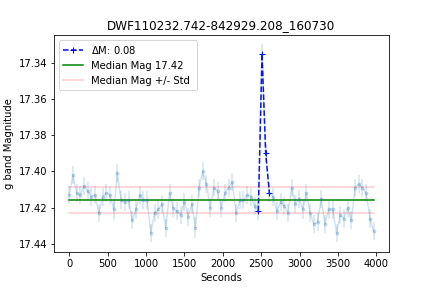 DWF110232.742-842929.208_160730
ΔM: 0.08
Median Mag 17.42
Median Mag +/- Std
g band Magnitude
17.34
17.36
17.38
17.40
17.42
17.44
0 500 1000 1500 2000 2500 3000 3500 4000
Seconds